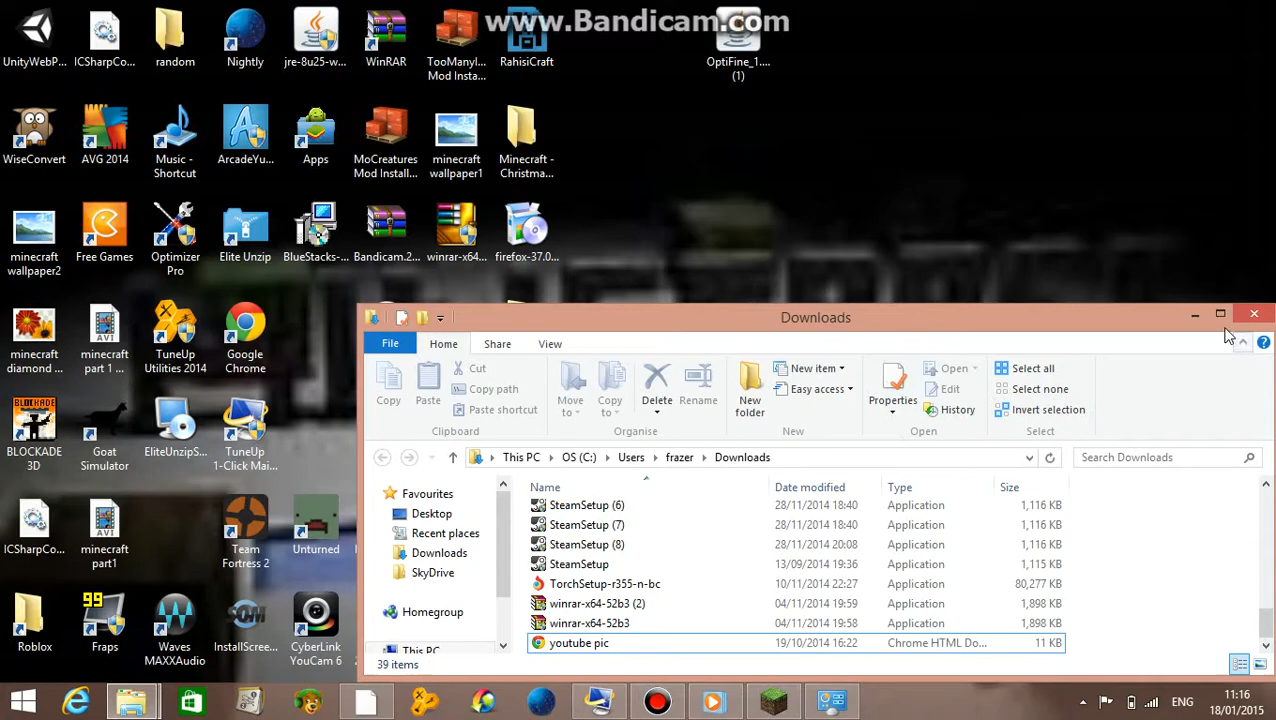 www.Bandicam.com
UnityWebP...
ICSharpCo...
random
Nightly
jre-8u25-w...
WinRAR
TooManyI...
Mod Insta...
RahisiCraft
OptiFine_1....
(1)
WiseConvert
AVG 2014
Music -
Shortcut
ArcadeYu...
Apps
MoCreatures
Mod Install...
minecraft
wallpaper1
Minecraft -
Christma...
minecraft
wallpaper2
Free Games
Optimizer
Pro
Elite Unzip
BlueStacks-...
Bandicam.2...
winrar-x64...
firefox-37.0...
minecraft
diamond ...
minecraft
part 1 ...
TuneUp
Utilities 2014
Google
Chrome
BLOCKADE
3D
Goat
Simulator
EliteUnzipS...
TuneUp
1-Click Mai...
ICSharpCo...
minecraft
part1
Team
Fortress 2
Unturned
Roblox
99
Fraps
Waves
MAXXAudio
InstallScree...
CyberLink
YouCam 6
Downloads
File
Home
Share
View
Copy
Paste
Cut
Copy path
Paste shortcut
Clipboard
Move
to
Copy
to
Delete
Rename
Organise
New
folder
New item
Easy access
New
Properties
Open
Edit
History
Open
Select all
Select none
Invert selection
Select
This PC
OS (C:)
Users
frazer
Downloads
Search Downloads
Favourites
Desktop
Recent places
Downloads
SkyDrive
Homegroup
This PC
Name Date modified Type Size
SteamSetup (6) 28/11/2014 18:40 Application 1,116 KB
SteamSetup (7) 28/11/2014 18:40 Application 1,116 KB
SteamSetup (8) 28/11/2014 20:08 Application 1,116 KB
SteamSetup 13/09/2014 19:36 Application 1,115 KB
TorchSetup-r355-n-bc 10/11/2014 22:27 Application 80,277 KB
winrar-x64-52b3 (2) 04/11/2014 19:59 Application 1,898 KB
winrar-x64-52b3 04/11/2014 19:58 Application 1,898 KB
youtube pic 19/10/2014 16:22 Chrome HTML Do... 11 KB
39 items
ENG
11:16
18/01/2015